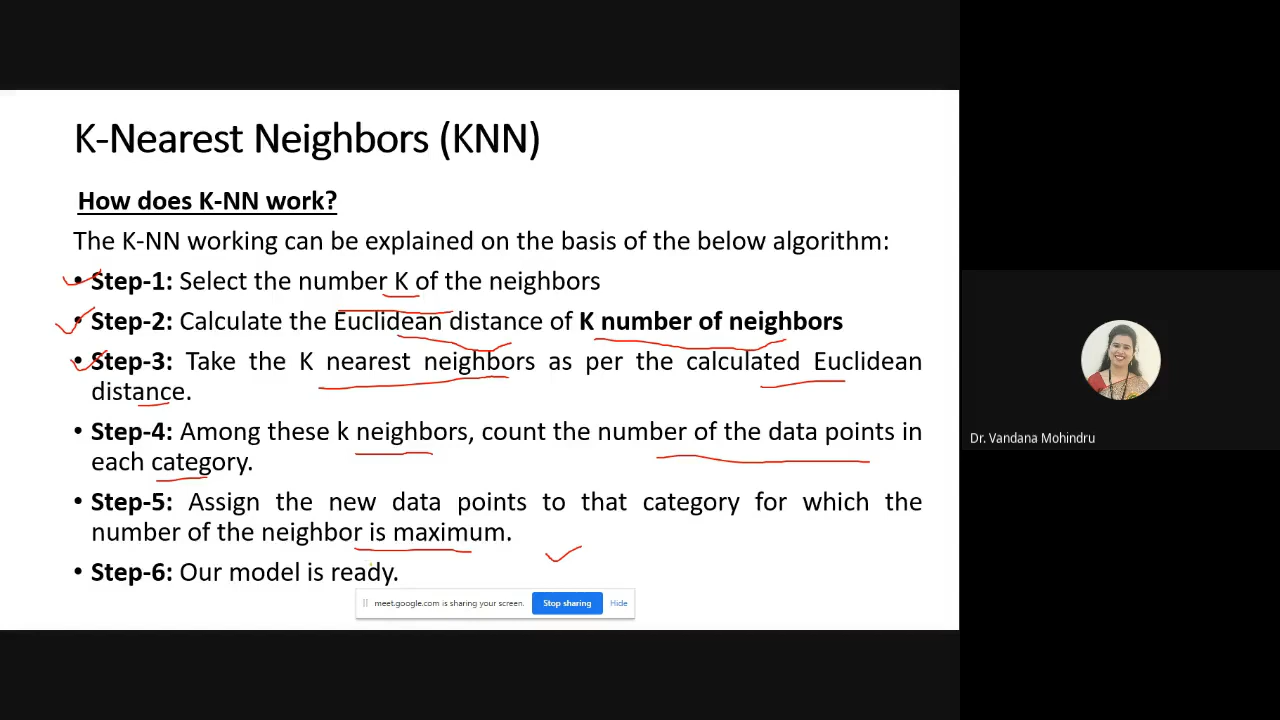 K-Nearest Neighbors (KNN)
How does K-NN work?
The K-NN working can be explained on the basis of the below algorithm:
• Step-1: Select the number K of the neighbors
• Step-2: Calculate the Euclidean distance of K number of neighbors
• Step-3: Take the K nearest neighbors as per the calculated Euclidean
distance.
• Step-4: Among these k neighbors, count the number of the data points in
each category.
• Step-5: Assign the new data points to that category for which the
number of the neighbor is maximum.
• Step-6: Our model is ready.
meet.google.com is sharing your screen. Stop sharing Hide
Dr. Vandana Mohindru